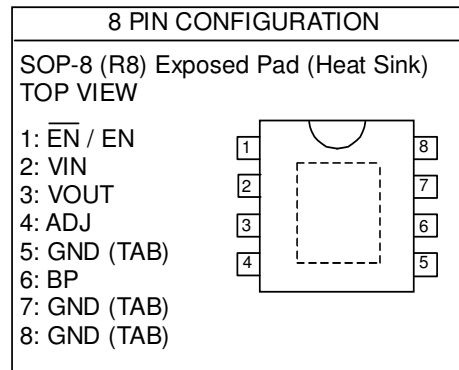 8 PIN CONFIGURATION
SOP-8 (R8) Exposed Pad (Heat Sink)
TOP VIEW
1: E̅N̅ / EN
2: VIN
3: VOUT
4: ADJ
5: GND (TAB)
6: BP
7: GND (TAB)
8: GND (TAB)
1 8
2 7
3 6
4 5